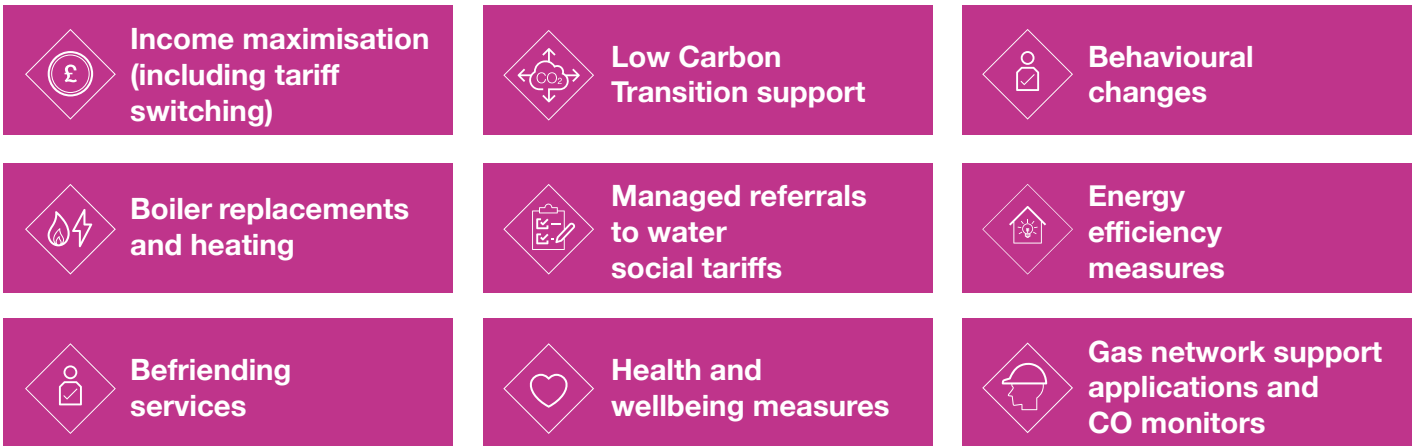 £
Income maximisation
(including tariff
switching)
CO₂
Low Carbon
Transition support
Behavioural
changes
Boiler replacements
and heating
Managed referrals
to water
social tariffs
Energy
efficiency
measures
Befriending
services
Health and
wellbeing measures
Gas network support
applications and
CO monitors